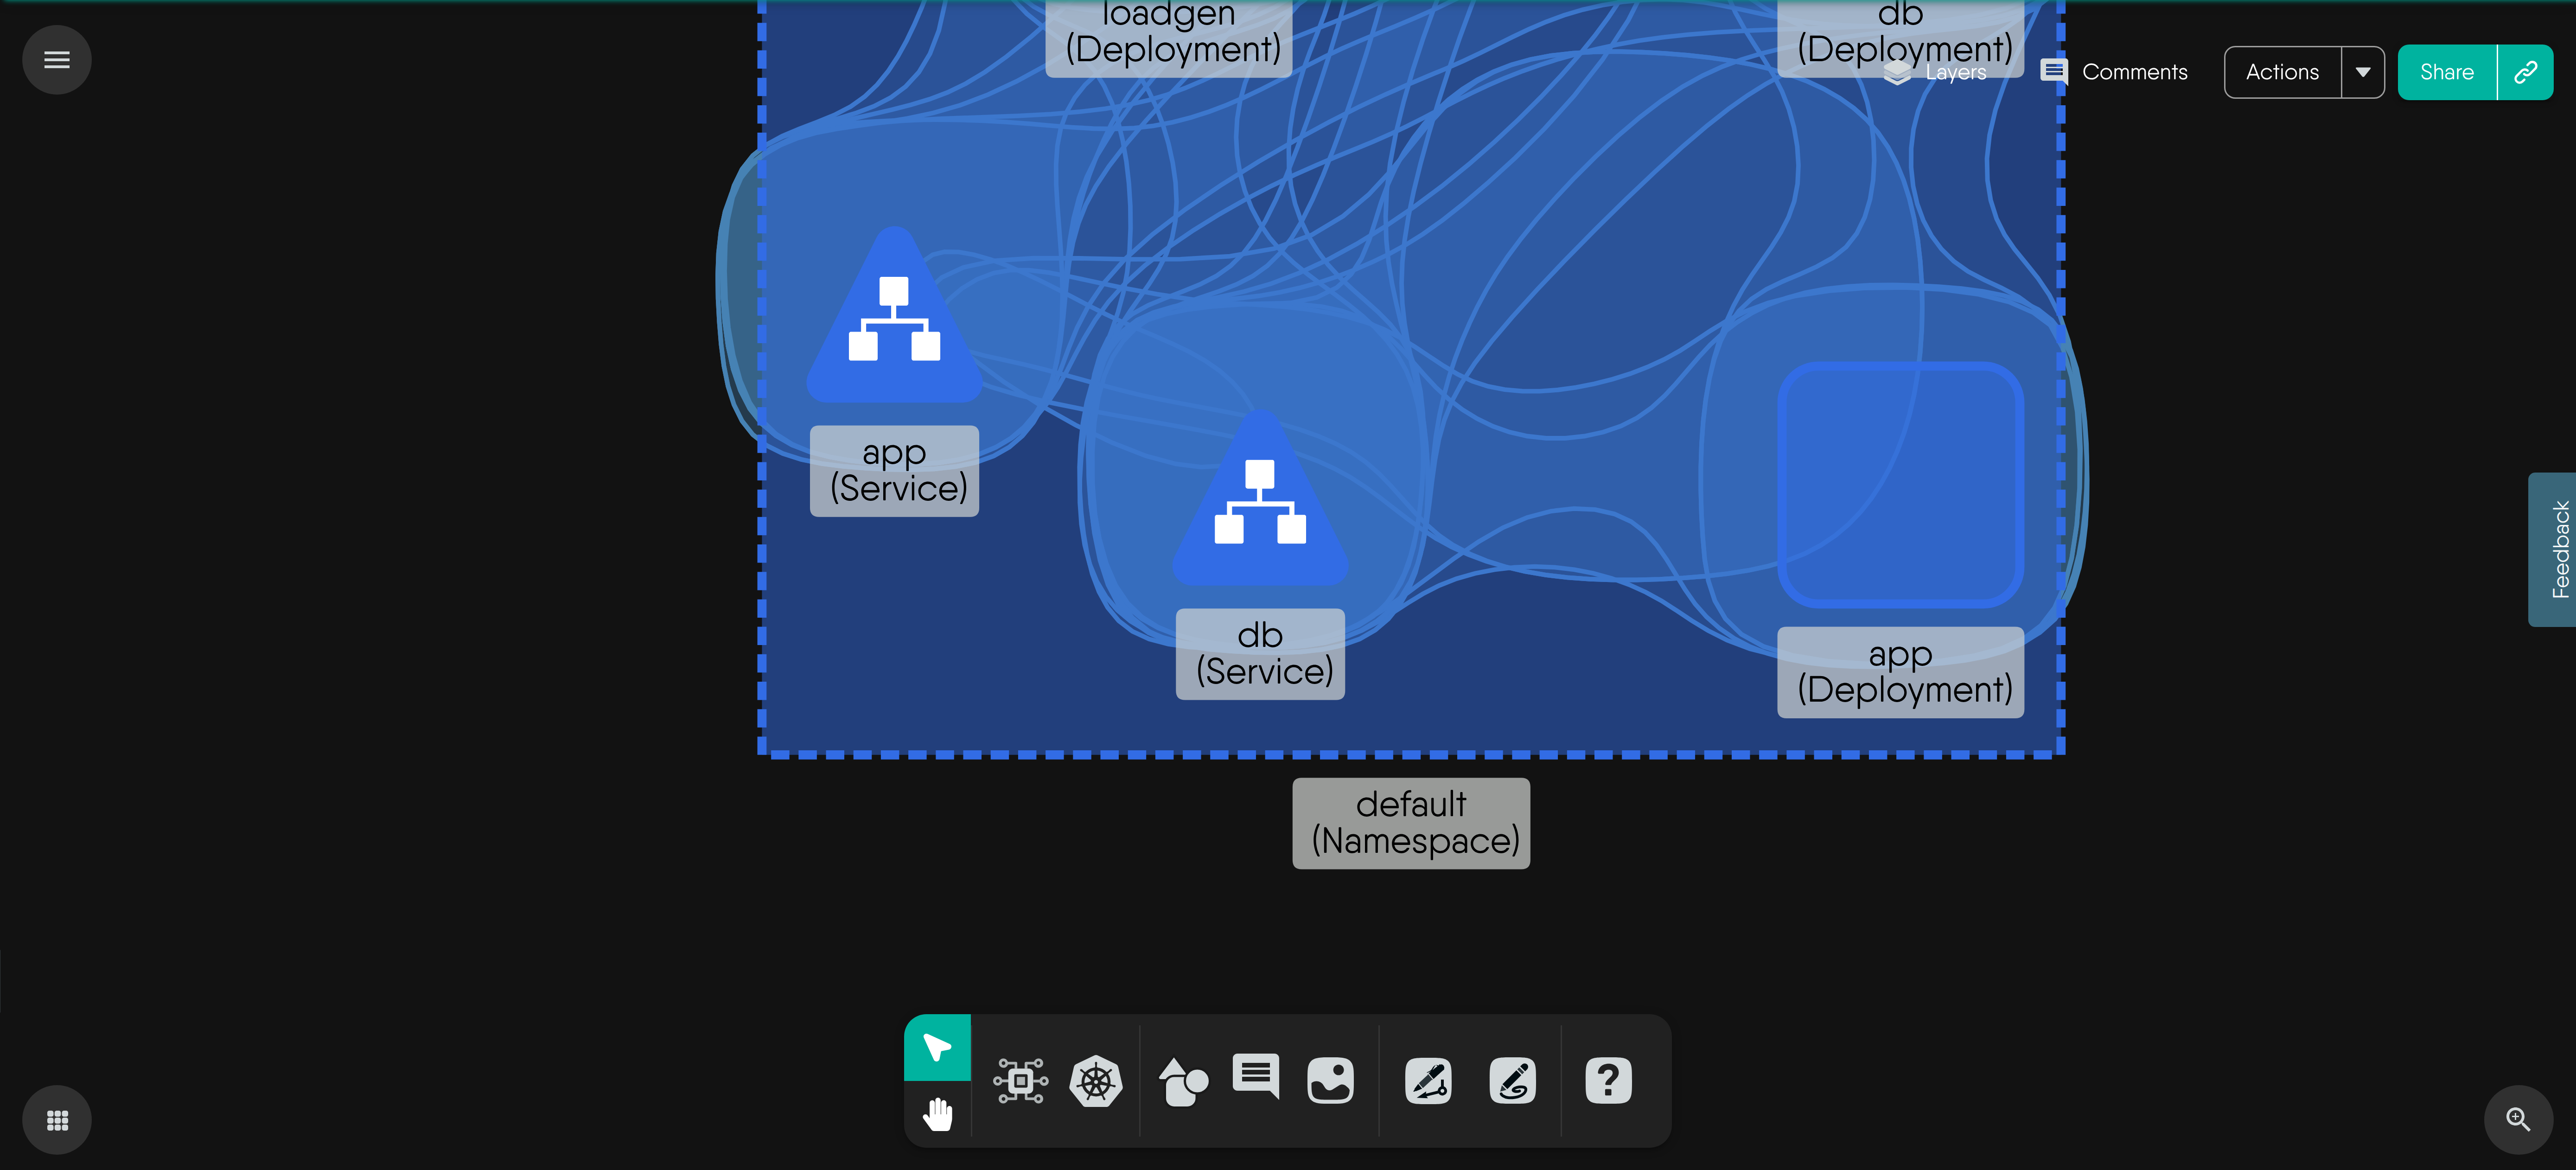 loadgen
(Deployment)
db
(Deployment)
Layers
Comments
Actions
Share
app
(Service)
db
(Service)
app
(Deployment)
Feedback
default
(Namespace)
?